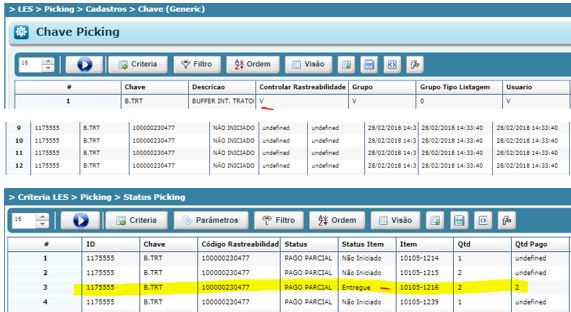 > LES > Picking > Cadastros > Chave (Generic)
Chave Picking
16 Criteria Filtro Ordem Visão
# Chave Descricao Controlar Rastreabilidade Grupo Grupo Tipo Listagem Usuario
1 B.TRT BUFFER INT. TRATO V V 0 V
9 1175555 B.TRT 100000230477 NÃO INICIADO undefined undefined 28/02/2018 14:3 28/02/2018 14:33:40 28/02/2018 14:33:40
10 1175555 B.TRT 100000230477 NÃO INICIADO undefined undefined 28/02/2018 14:3 28/02/2018 14:33:40 28/02/2018 14:33:40
11 1175555 B.TRT 100000230477 NÃO INICIADO undefined undefined 28/02/2018 14:3 28/02/2018 14:33:40 28/02/2018 14:33:40
12 1175555 B.TRT 100000230477 NÃO INICIADO undefined undefined 28/02/2018 14:3 28/02/2018 14:33:40 28/02/2018 14:33:40
> Criteria LES > Picking > Status Picking
16 Criteria Parâmetros Filtro Ordem Visão
# ID Chave Código Rastreabilidad Status Status Item Item Qtd Qtd Pago
1 1175555 B.TRT 100000230477 PAGO PARCIAL Não Iniciado 10105-1214 1 undefined
2 1175555 B.TRT 100000230477 PAGO PARCIAL Não Iniciado 10105-1215 2 undefined
3 1175555 B.TRT 100000230477 PAGO PARCIAL Entregue 10105-1216 2 2
4 1175555 B.TRT 100000230477 PAGO PARCIAL Não Iniciado 10105-1239 1 undefined